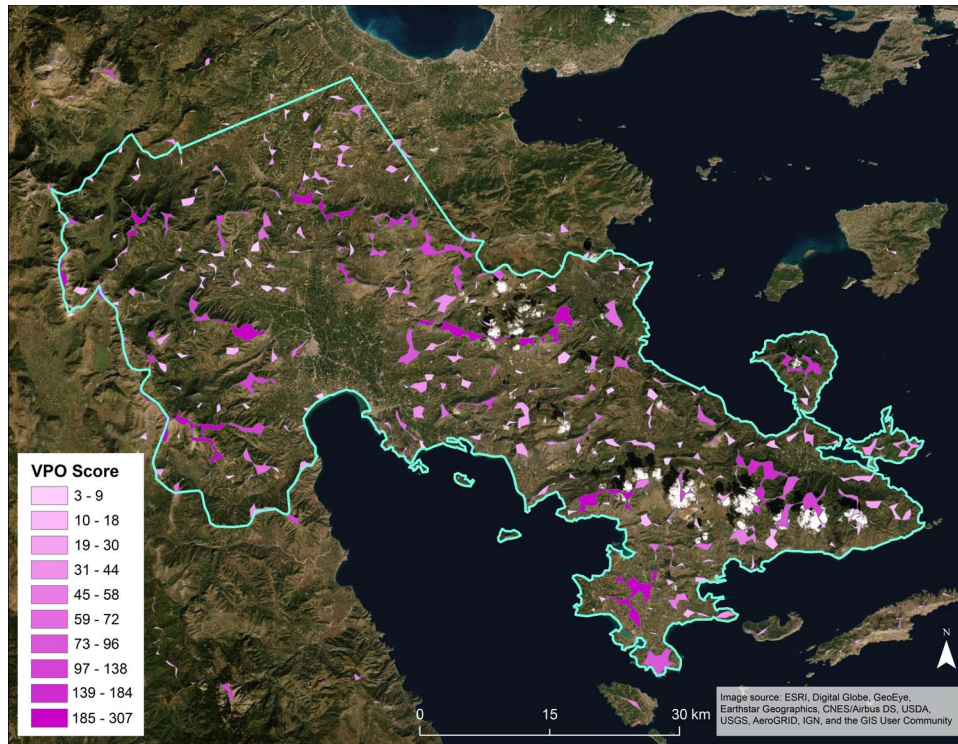 VPO Score
3 - 9
10 - 18
19 - 30
31 - 44
45 - 58
59 - 72
73 - 96
97 - 138
139 - 184
185 - 307
0 15 30 km
N
Image source: ESRI, Digital Globe, GeoEye,
Earthstar Geographics, CNES/Airbus DS, USDA,
USGS, AeroGRID, IGN, and the GIS User Community